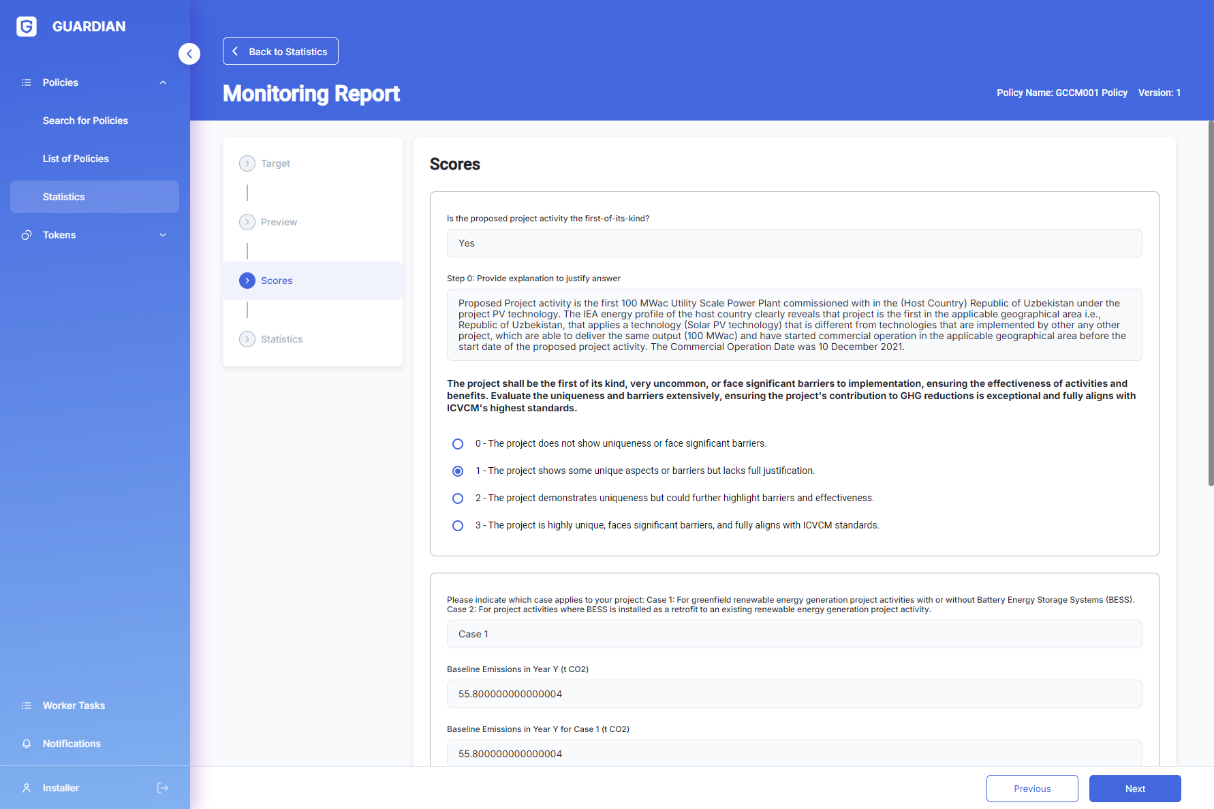 GUARDIAN
Policies
Search for Policies
List of Policies
Statistics
Tokens
Worker Tasks
Notifications
Installer
Back to Statistics
Monitoring Report
Policy Name: GCCM001 Policy Version: 1
Target
Preview
Scores
Statistics
Scores
Is the proposed project activity the first-of-its-kind?
Yes
Step 0: Provide explanation to justify answer
Proposed Project activity is the first 100 MWac Utility Scale Power Plant commissioned with in the (Host Country) Republic of Uzbekistan under the
project PV technology. The IEA energy profile of the host country clearly reveals that project is the first in the applicable geographical area i.e.,
Republic of Uzbekistan, that applies a technology (Solar PV technology) that is different from technologies that are implemented by other any other
project, which are able to deliver the same output (100 MWac) and have started commercial operation in the applicable geographical area before the
start date of the proposed project activity. The Commercial Operation Date was 10 December 2021.
The project shall be the first of its kind, very uncommon, or face significant barriers to implementation, ensuring the effectiveness of activities and
benefits. Evaluate the uniqueness and barriers extensively, ensuring the project's contribution to GHG reductions is exceptional and fully aligns with
ICVCM's highest standards.
0 - The project does not show uniqueness or face significant barriers.
1 - The project shows some unique aspects or barriers but lacks full justification.
2 - The project demonstrates uniqueness but could further highlight barriers and effectiveness.
3 - The project is highly unique, faces significant barriers, and fully aligns with ICVCM standards.
Please indicate which case applies to your project: Case 1: For greenfield renewable energy generation project activities with or without Battery Energy Storage Systems (BESS).
Case 2: For project activities where BESS is installed as a retrofit to an existing renewable energy generation project activity.
Case 1
Baseline Emissions in Year Y (t CO2)
55.800000000000004
Baseline Emissions in Year Y for Case 1 (t CO2)
55.800000000000004
Previous
Next